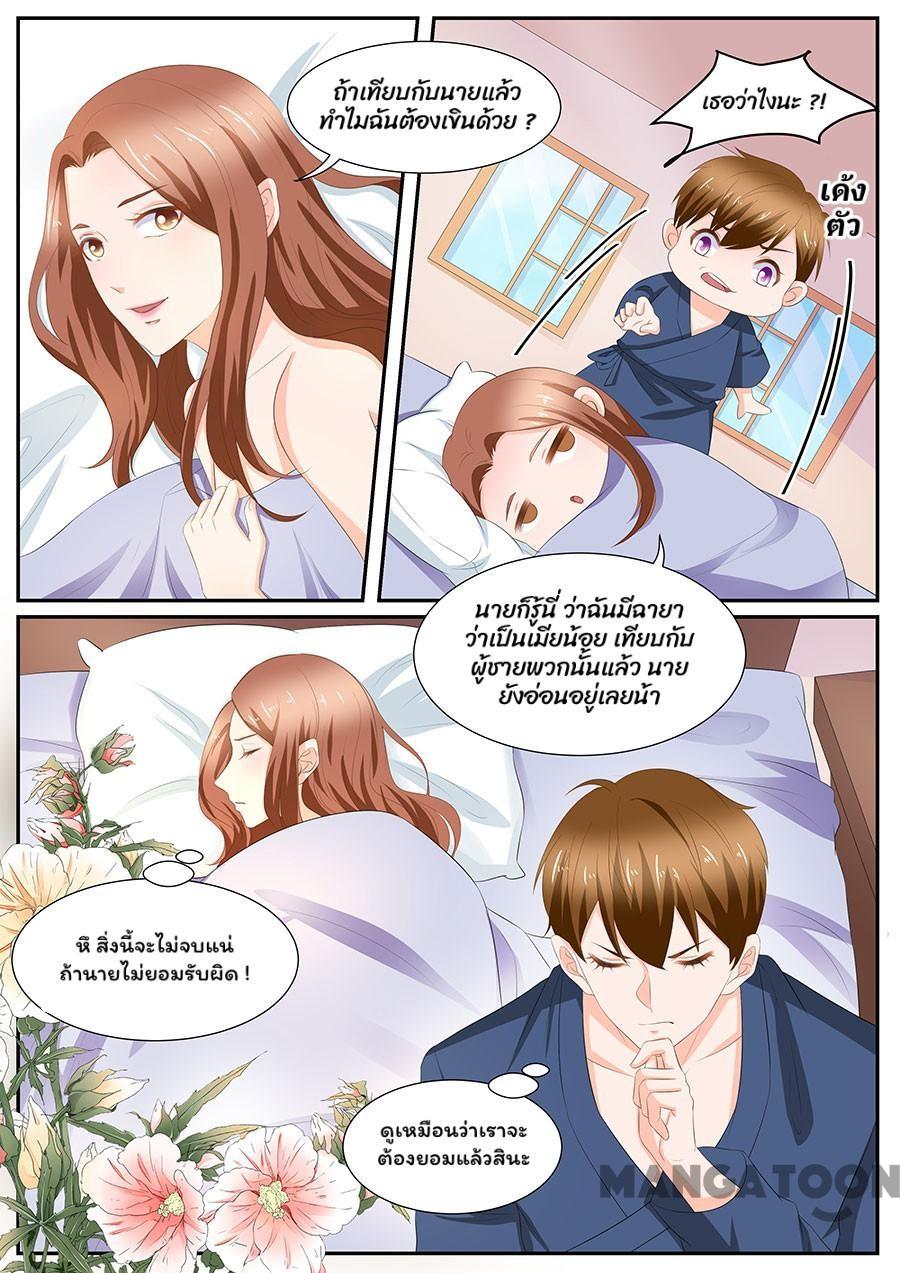 ถ้าเทียบกับนายแล้ว
ทำไมฉันต้องเขินด้วย ?
เธอว่าไงนะ ?!
เด้ง
ตัว
นายก็รู้นี่ ว่าฉันมีฉายา
ว่าเป็นเมียน้อย เทียบกับ
ผู้ชายพวกนั้นแล้ว นาย
ยังอ่อนอยู่เลยน้า
หึ สิ่งนี้จะไม่จบแน่
ถ้านายไม่ยอมรับผิด !
ดูเหมือนว่าเราจะ
ต้องยอมแล้วสินะ
MANGA TOON